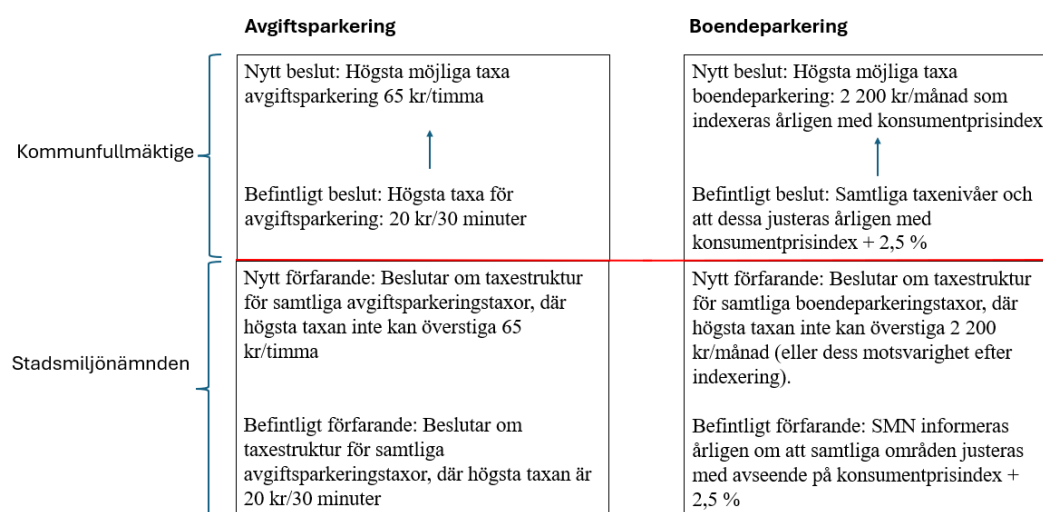 Avgiftsparkering
Boendeparkering
Kommunfullmäktige
Nytt beslut: Högsta möjliga taxa
avgiftsparkering 65 kr/timma
Befintligt beslut: Högsta taxa för
avgiftsparkering: 20 kr/30 minuter
Nytt beslut: Högsta möjliga taxa
boendeparkering: 2 200 kr/månad som
indexeras årligen med konsumentprisindex
Befintligt beslut: Samtliga taxenivåer och
att dessa justeras årligen med
konsumentprisindex + 2,5 %
Stadsmiljönämnden
Nytt förfarande: Beslutar om taxestruktur
för samtliga avgiftsparkeringstaxor, där
högsta taxan inte kan överstiga 65
kr/timma
Befintligt förfarande: Beslutar om
taxestruktur för samtliga
avgiftsparkeringstaxor, där högsta taxan är
20 kr/30 minuter
Nytt förfarande: Beslutar om taxestruktur
för samtliga boendeparkeringstaxor, där
högsta taxan inte kan överstiga 2 200
kr/månad (eller dess motsvarighet efter
indexering).
Befintligt förfarande: SMN informeras
årligen om att samtliga områden justeras
med avseende på konsumentprisindex +
2,5 %